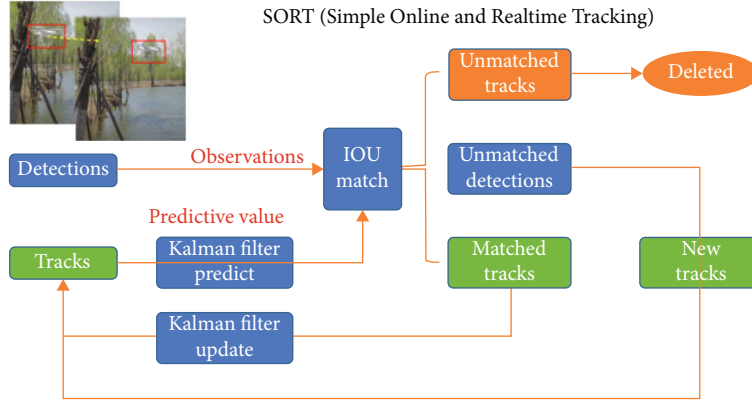 SORT (Simple Online and Realtime Tracking)
Unmatched
tracks
Deleted
Detections
Observations
IOU
match
Unmatched
detections
Predictive value
Tracks
Kalman filter
predict
Matched
tracks
New
tracks
Kalman filter
update